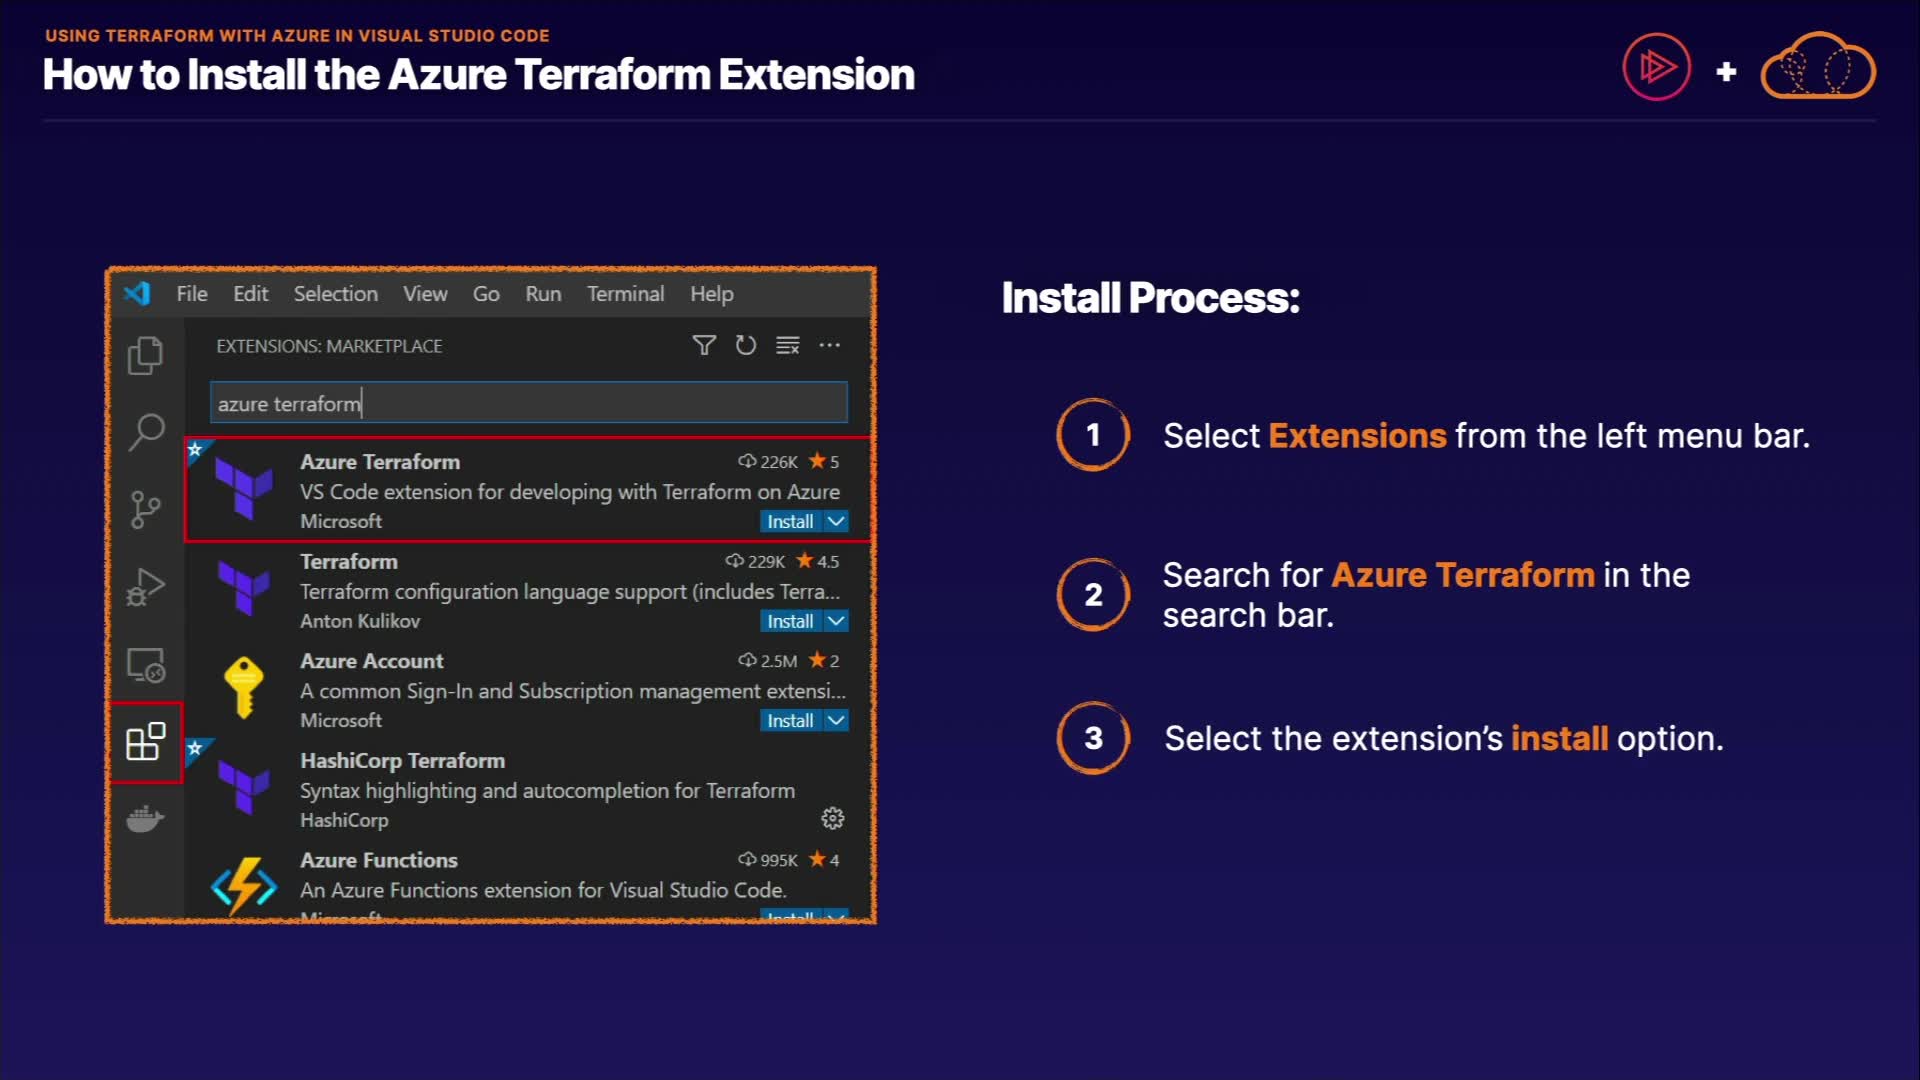 USING TERRAFORM WITH AZURE IN VISUAL STUDIO CODE
How to Install the Azure Terraform Extension
File Edit Selection View Go Run Terminal Help
EXTENSIONS: MARKETPLACE
azure terraform
Azure Terraform 226K 5
VS Code extension for developing with Terraform on Azure
Microsoft Install
Terraform 229K 4.5
Terraform configuration language support (includes Terra...
Anton Kulikov Install
Azure Account 2.5M 2
A common Sign-In and Subscription management extensi...
Microsoft Install
HashiCorp Terraform
Syntax highlighting and autocompletion for Terraform
HashiCorp
Azure Functions 995K 4
An Azure Functions extension for Visual Studio Code.
Microsoft Install
Install Process:
1 Select Extensions from the left menu bar.
2 Search for Azure Terraform in the
search bar.
3 Select the extension's install option.